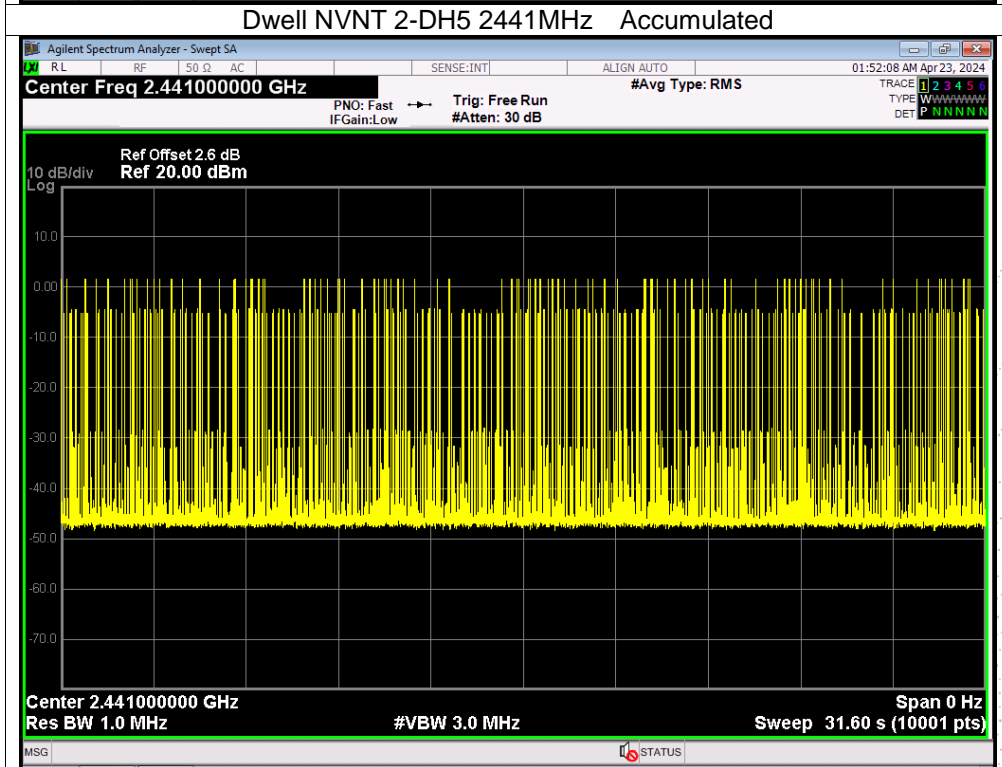 Dwell NVNT 2-DH5 2441MHz Accumulated
Agilent Spectrum Analyzer - Swept SA
LXI RL RF 50 Ω AC SENSE:INT ALIGN AUTO 01:52:08 AM Apr 23, 2024
Center Freq 2.441000000 GHz #Avg Type: RMS TRACE 1 2 3 4 5 6
PNO: Fast Trig: Free Run TYPE WWWWWW
IFGain:Low #Atten: 30 dB DET P N N N N N
Ref Offset 2.6 dB
10 dB/div Ref 20.00 dBm
Log
10.0
0.00
-10.0
-20.0
-30.0
-40.0
-50.0
-60.0
-70.0
Center 2.441000000 GHz Span 0 Hz
Res BW 1.0 MHz #VBW 3.0 MHz Sweep 31.60 s (10001 pts)
MSG STATUS